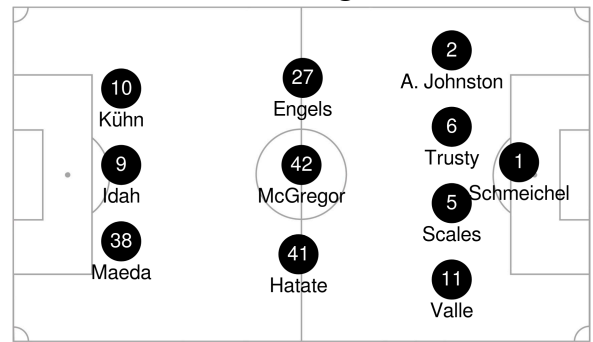 2
A. Johnston
10
Kühn
27
Engels
6
Trusty
9
Idah
42
McGregor
1
Schmeichel
5
Scales
38
Maeda
41
Hatate
11
Valle